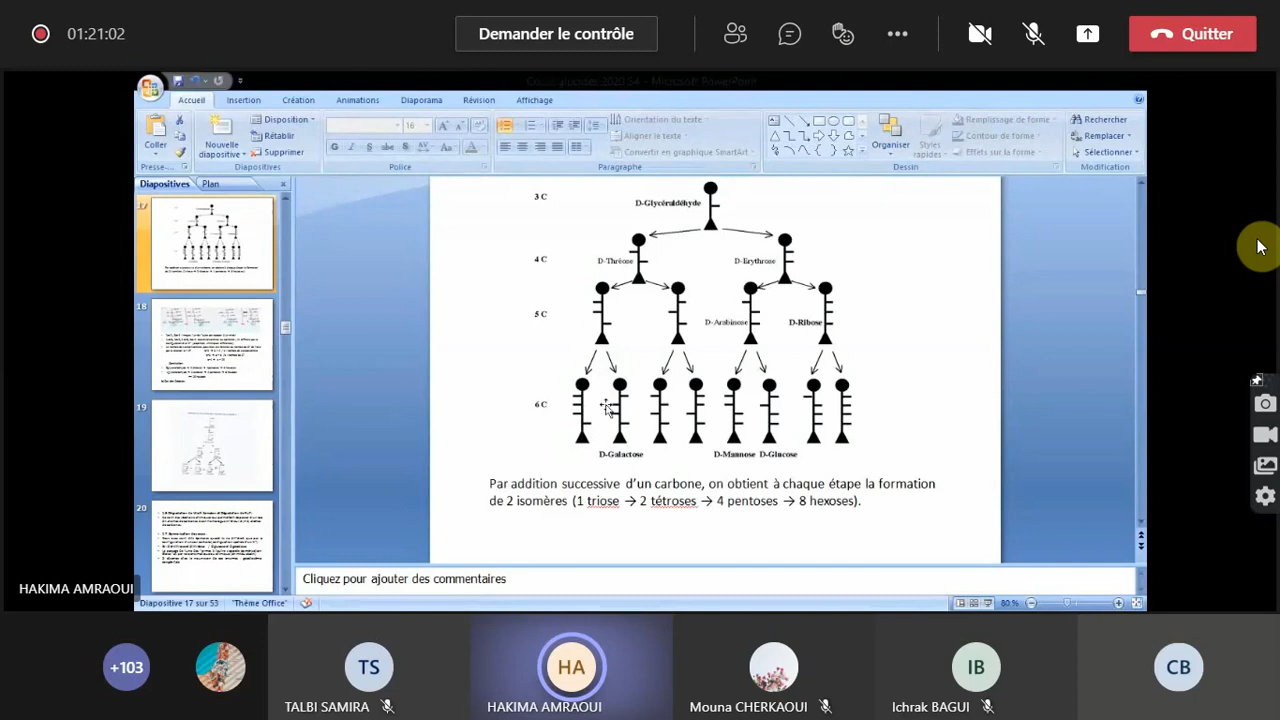 01:21:02
Demander le contrôle
Quitter
Accueil
Insertion
Création
Animations
Diaporama
Révision
Affichage
Coller
Nouvelle
diapositive
Disposition
Rétablir
Supprimer
16
Orientation du texte
Aligner le texte
Convertir en graphique SmartArt
Organiser
Styles
rapides
Remplissage de forme
Contour de forme
Rechercher
Remplacer
Sélectionner
Presse-...
Diapositives
Police
Paragraphe
Dessin
Modification
Diapositives
Plan
17
18
19
20
3 C
D-Glycéraldéhyde
4 C
D-Thréose
D-Erythrose
5 C
D-Arabinose
D-Ribose
6 C
D-Galactose
D-Mannose
D-Glucose
Par addition successive d'un carbone, on obtient à chaque étape la formation
de 2 isomères (1 triose → 2 tétroses → 4 pentoses → 8 hexoses).
Cliquez pour ajouter des commentaires
HAKIMA AMRAOUI
Diapositive 17 sur 53
"Thème Office"
80 %
+103
TS
HA
IB
CB
TALBI SAMIRA
HAKIMA AMRAOUI
Mouna CHERKAOUI
Ichrak BAGUI